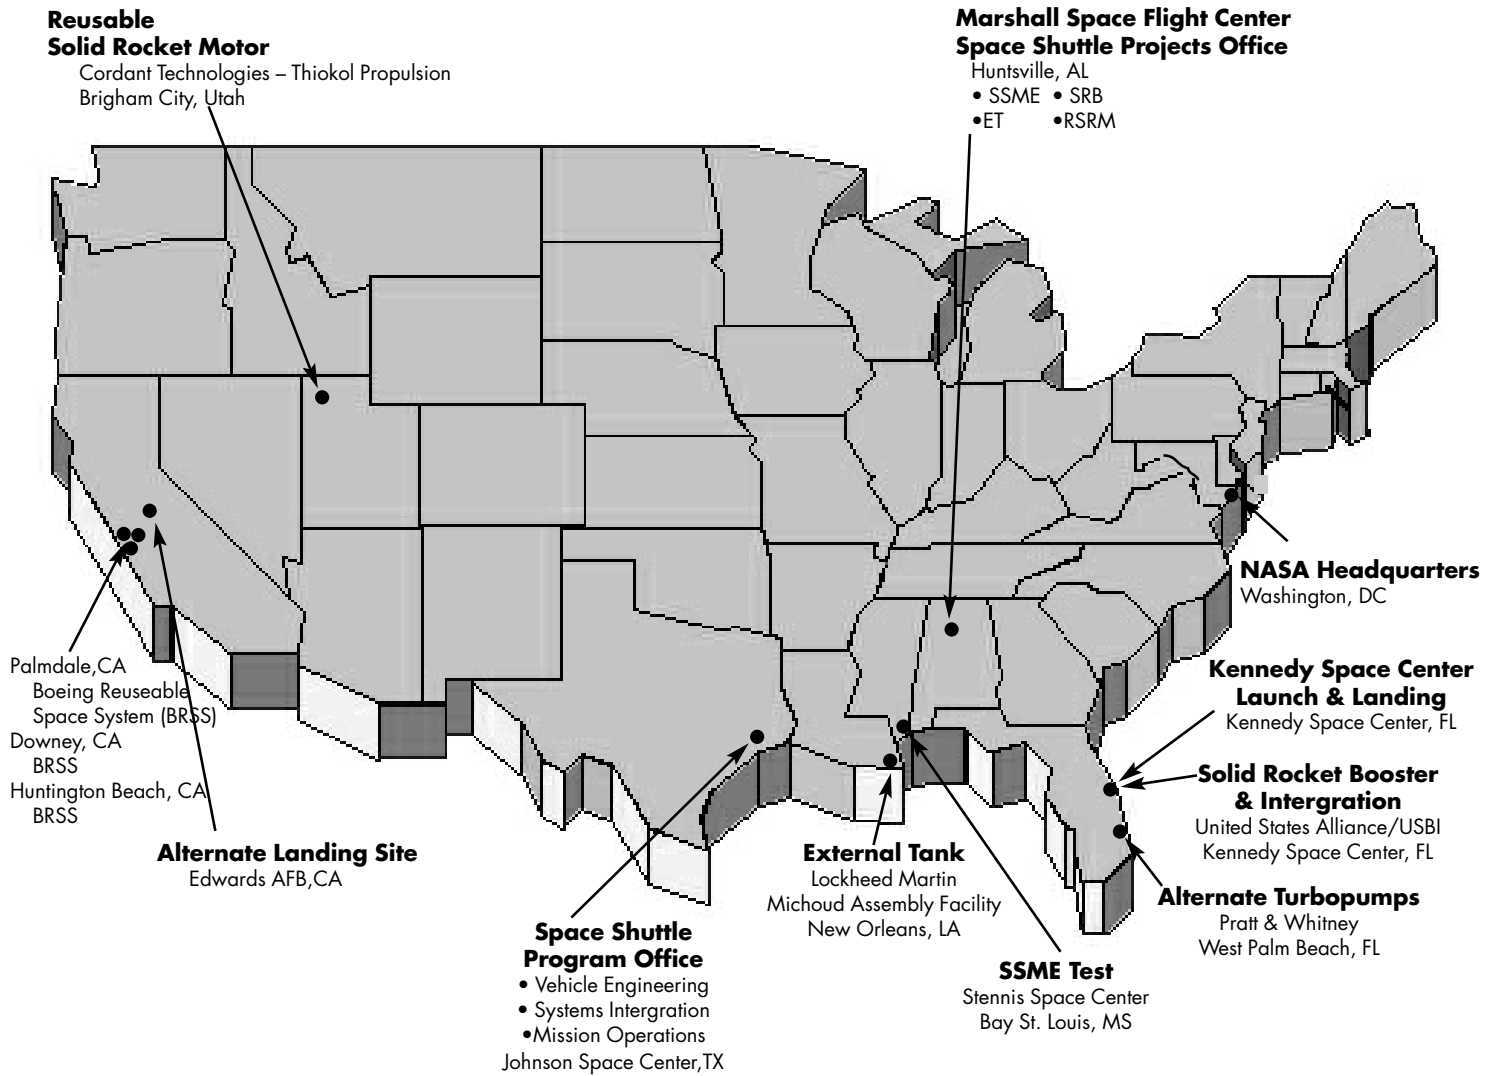 Reusable
Solid Rocket Motor
Cordant Technologies – Thiokol Propulsion
Brigham City, Utah
Marshall Space Flight Center
Space Shuttle Projects Office
Huntsville, AL
• SSME • SRB
•ET •RSRM
NASA Headquarters
Washington, DC
Palmdale,CA
Boeing Reuseable
Space System (BRSS)
Downey, CA
BRSS
Huntington Beach, CA
BRSS
Alternate Landing Site
Edwards AFB,CA
Space Shuttle
Program Office
• Vehicle Engineering
• Systems Intergration
•Mission Operations
Johnson Space Center,TX
External Tank
Lockheed Martin
Michoud Assembly Facility
New Orleans, LA
SSME Test
Stennis Space Center
Bay St. Louis, MS
Kennedy Space Center
Launch & Landing
Kennedy Space Center, FL
Solid Rocket Booster
& Intergration
United States Alliance/USBI
Kennedy Space Center, FL
Alternate Turbopumps
Pratt & Whitney
West Palm Beach, FL